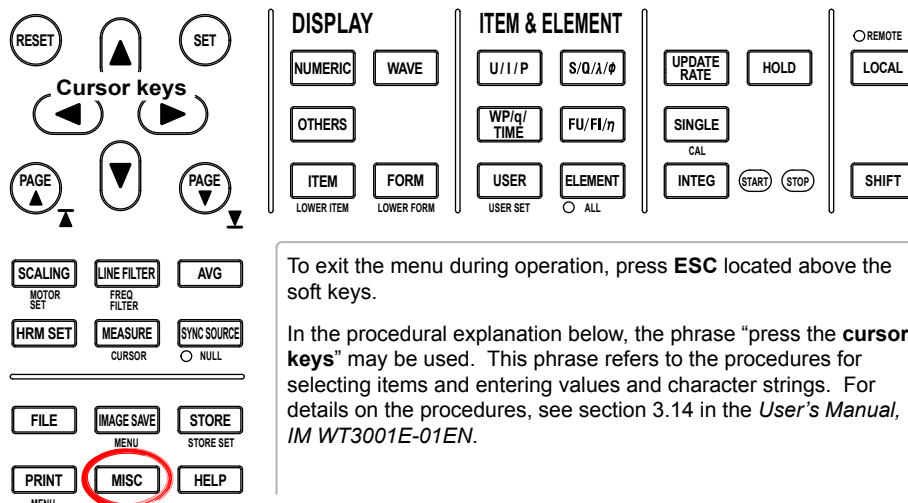 RESET
SET
Cursor keys
PAGE
PAGE
DISPLAY
NUMERIC WAVE
OTHERS
ITEM FORM
LOWER ITEM LOWER FORM
ITEM & ELEMENT
U / I / P S/Q/λ/ϕ
WP/q/
TIME
FU/FI/η
USER ELEMENT
USER SET ALL
UPDATE
RATE
HOLD
SINGLE
CAL
INTEG START STOP
REMOTE
LOCAL
SHIFT
SCALING LINE FILTER AVG
MOTOR
SET
FREQ
FILTER
HRM SET MEASURE SYNC SOURCE
CURSOR NULL
FILE IMAGE SAVE STORE
MENU STORE SET
PRINT MISC HELP
MENU
To exit the menu during operation, press ESC located above the
soft keys.
In the procedural explanation below, the phrase “press the cursor
keys” may be used. This phrase refers to the procedures for
selecting items and entering values and character strings. For
details on the procedures, see section 3.14 in the User's Manual,
IM WT3001E-01EN.